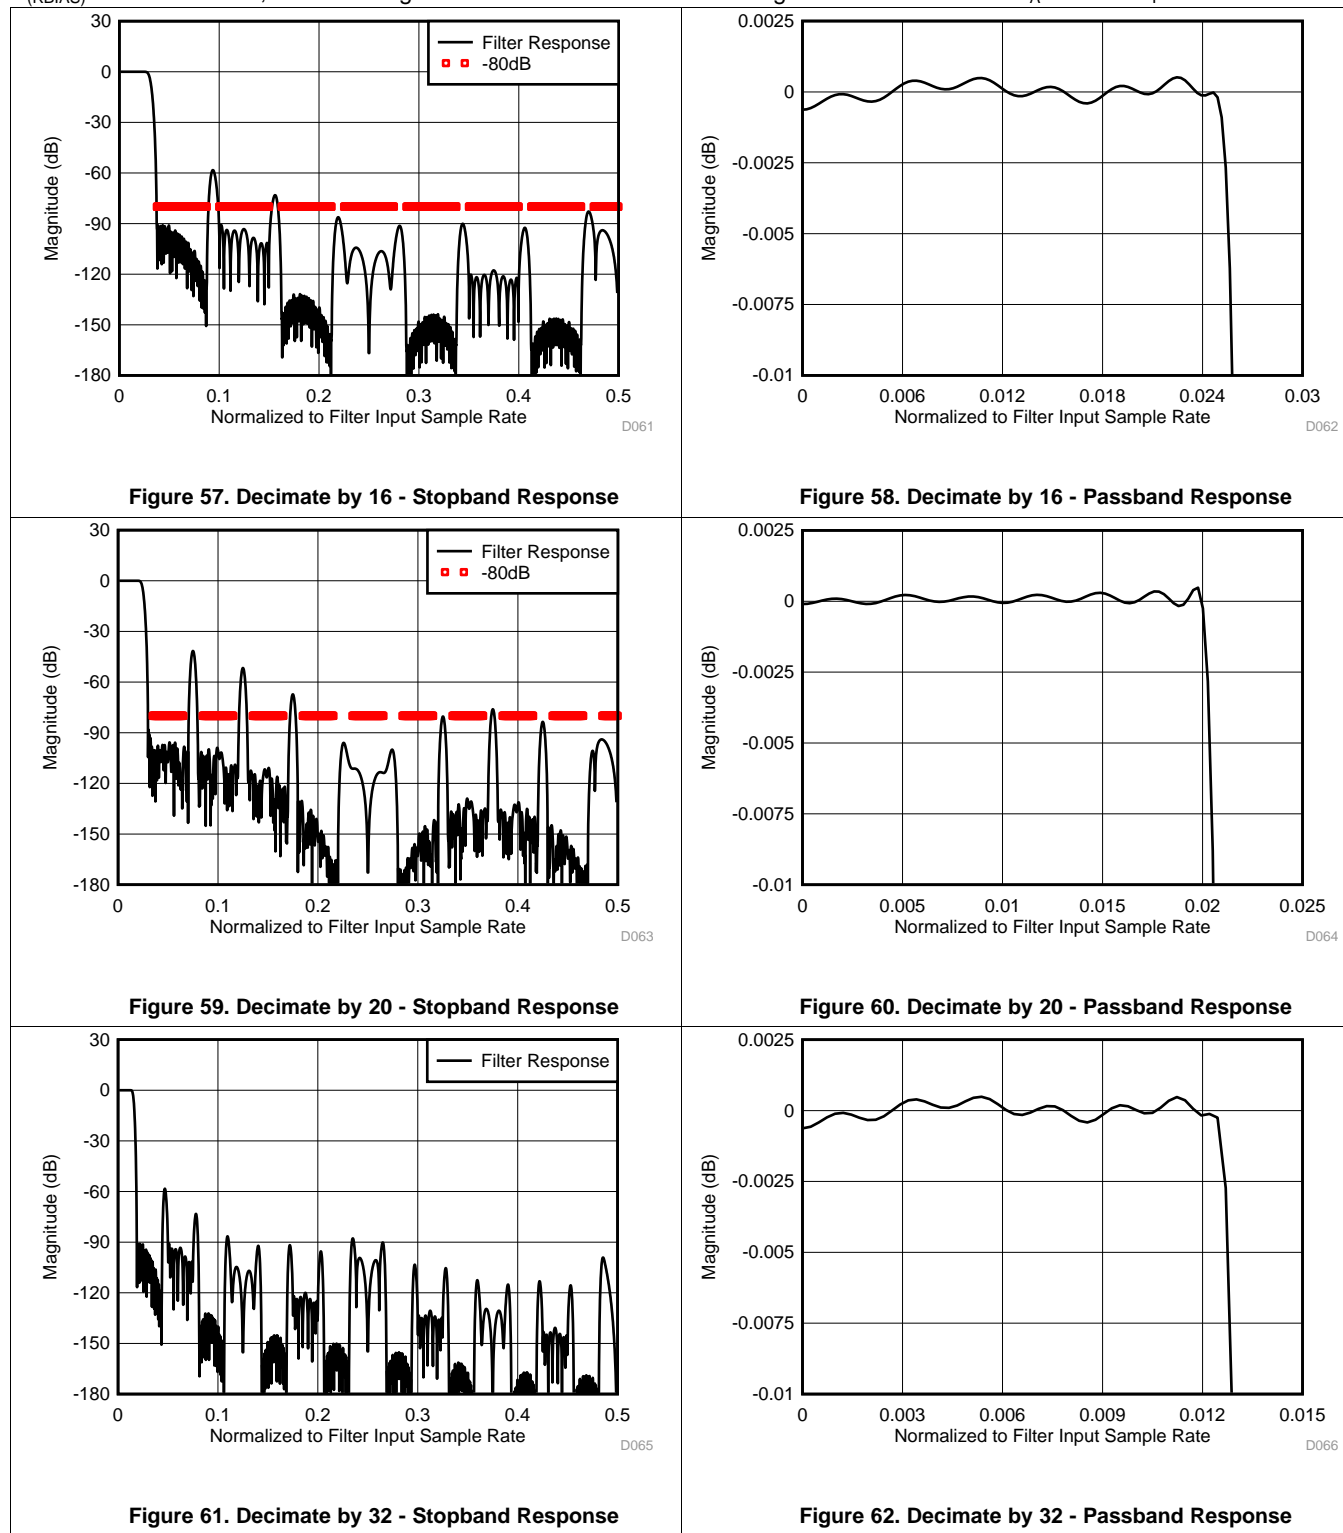 (RBIAS)
30
0
-30
-60
-90
-120
-150
-180
Magnitude (dB)
Filter Response
-80dB
0 0.1 0.2 0.3 0.4 0.5
Normalized to Filter Input Sample Rate
D061
Figure 57. Decimate by 16 - Stopband Response
0.0025
0
-0.0025
-0.005
-0.0075
-0.01
Magnitude (dB)
0 0.006 0.012 0.018 0.024 0.03
Normalized to Filter Input Sample Rate
D062
Figure 58. Decimate by 16 - Passband Response
30
0
-30
-60
-90
-120
-150
-180
Magnitude (dB)
Filter Response
-80dB
0 0.1 0.2 0.3 0.4 0.5
Normalized to Filter Input Sample Rate
D063
Figure 59. Decimate by 20 - Stopband Response
0.0025
0
-0.0025
-0.005
-0.0075
-0.01
Magnitude (dB)
0 0.005 0.01 0.015 0.02 0.025
Normalized to Filter Input Sample Rate
D064
Figure 60. Decimate by 20 - Passband Response
30
0
-30
-60
-90
-120
-150
-180
Magnitude (dB)
Filter Response
0 0.1 0.2 0.3 0.4 0.5
Normalized to Filter Input Sample Rate
D065
Figure 61. Decimate by 32 - Stopband Response
0.0025
0
-0.0025
-0.005
-0.0075
-0.01
Magnitude (dB)
0 0.003 0.006 0.009 0.012 0.015
Normalized to Filter Input Sample Rate
D066
Figure 62. Decimate by 32 - Passband Response